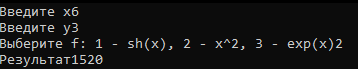 Введите x6
Введите y3
Выберите f: 1 - sh(x), 2 - x^2, 3 - exp(x)2
Результат1520